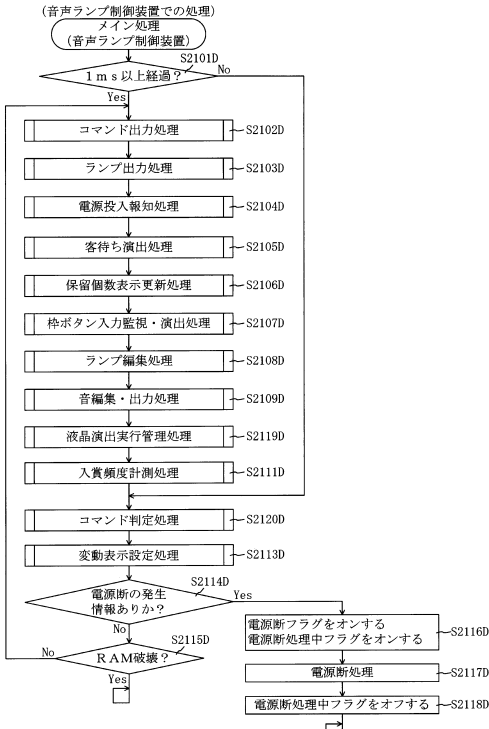 (音声ランプ制御装置での処理)
メイン処理
(音声ランプ制御装置)
S2101D
1ms以上経過?
No
Yes
コマンド出力処理 S2102D
ランプ出力処理 S2103D
電源投入報知処理 S2104D
客待ち演出処理 S2105D
保留個数表示更新処理 S2106D
枠ボタン入力監視・演出処理 S2107D
ランプ編集処理 S2108D
音編集・出力処理 S2109D
液晶演出実行管理処理 S2119D
入賞頻度計測処理 S2111D
コマンド判定処理 S2120D
変動表示設定処理 S2113D
S2114D
電源断の発生
情報ありか?
Yes
No
電源断フラグをオンする
電源断処理中フラグをオンする
S2116D
S2115D
RAM破壊?
No
Yes
電源断処理 S2117D
電源断処理中フラグをオフする S2118D